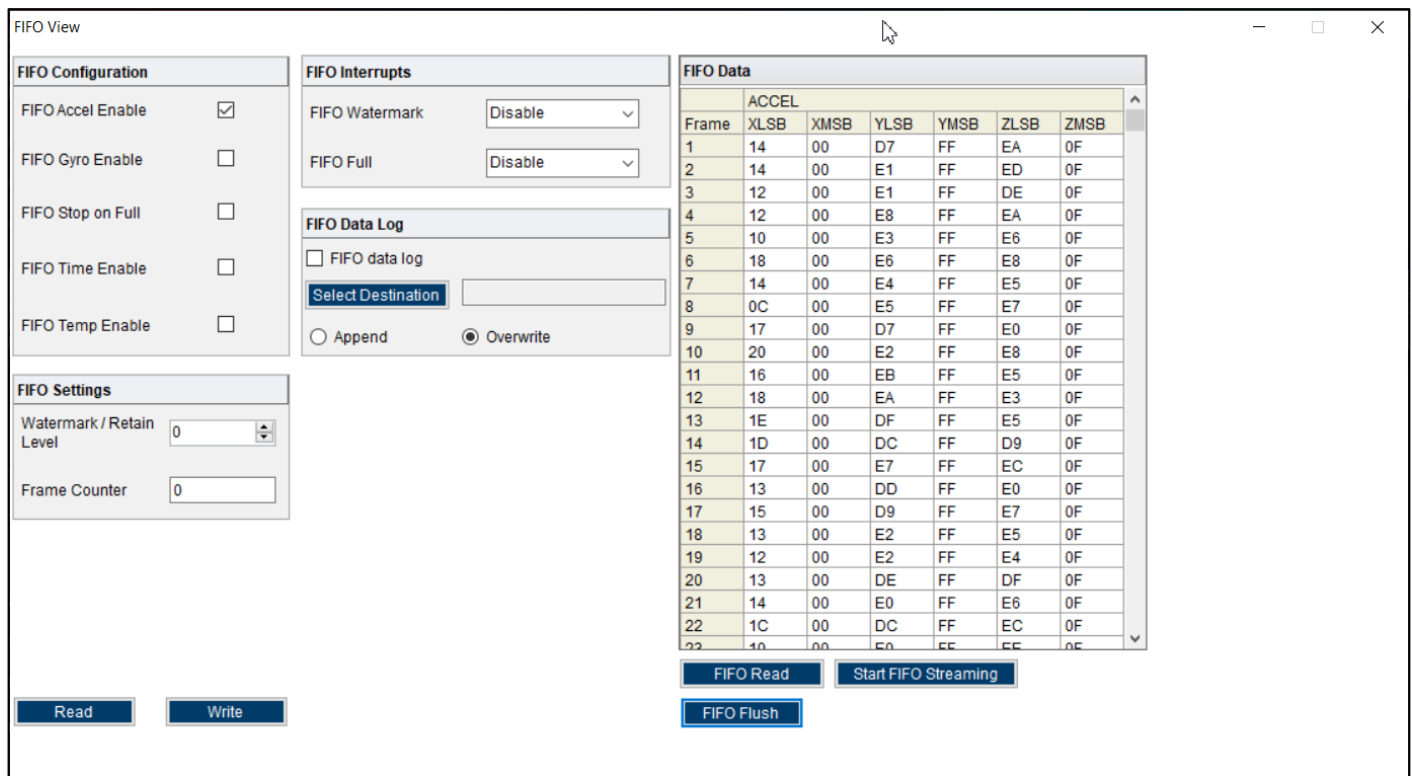 FIFO View
FIFO Configuration
FIFO Accel Enable
FIFO Gyro Enable
FIFO Stop on Full
FIFO Time Enable
FIFO Temp Enable
FIFO Settings
Watermark / Retain
Level
0
Frame Counter
0
Read
Write
FIFO Interrupts
FIFO Watermark
Disable
FIFO Full
Disable
FIFO Data Log
FIFO data log
Select Destination
Append
Overwrite
FIFO Data
ACCEL
Frame XLSB XMSB YLSB YMSB ZLSB ZMSB
1 14 00 D7 FF EA 0F
2 14 00 E1 FF ED 0F
3 12 00 E1 FF DE 0F
4 12 00 E8 FF EA 0F
5 10 00 E3 FF E6 0F
6 18 00 E6 FF E8 0F
7 14 00 E4 FF E5 0F
8 0C 00 E5 FF E7 0F
9 17 00 D7 FF E0 0F
10 20 00 E2 FF E8 0F
11 16 00 EB FF E5 0F
12 18 00 EA FF E3 0F
13 1E 00 DF FF E5 0F
14 1D 00 DC FF D9 0F
15 17 00 E7 FF EC 0F
16 13 00 DD FF E0 0F
17 15 00 D9 FF E7 0F
18 13 00 E2 FF E5 0F
19 12 00 E2 FF E4 0F
20 13 00 DE FF DF 0F
21 14 00 E0 FF E6 0F
22 1C 00 DC FF EC 0F
FIFO Read
Start FIFO Streaming
FIFO Flush